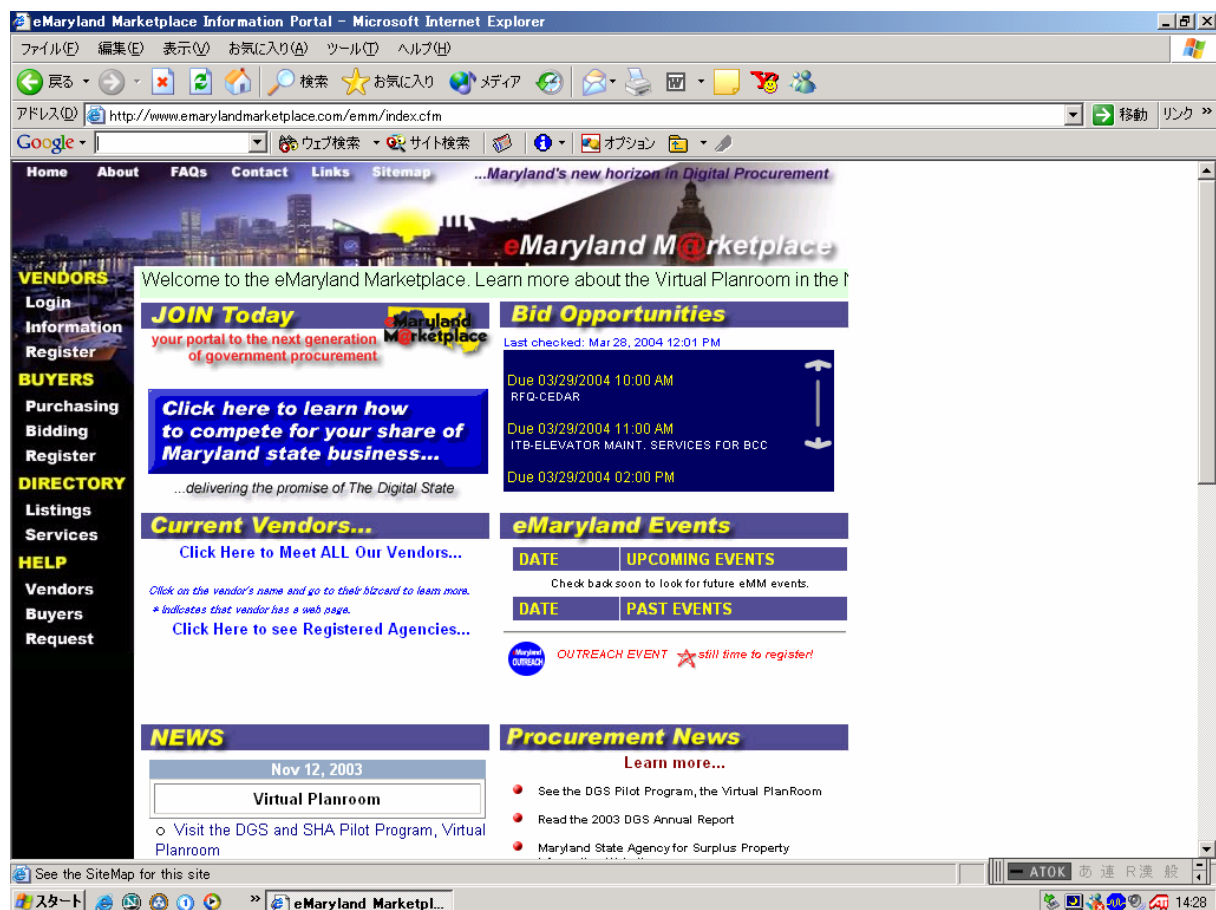 eMaryland Marketplace Information Portal - Microsoft Internet Explorer
ファイル(F) 編集(E) 表示(V) お気に入り(A) ツール(T) ヘルプ(H)
戻る 検索 お気に入り メディア
アドレス(D) http://www.emarylandmarketplace.com/emm/index.cfm 移動 リンク »
Google ウェブ検索 サイト検索 オプション
Home About FAQs Contact Links Sitemap ...Maryland's new horizon in Digital Procurement
eMaryland M@rketplace
VENDORS
Login
Information
Register
BUYERS
Purchasing
Bidding
Register
DIRECTORY
Listings
Services
HELP
Vendors
Buyers
Request
Welcome to the eMaryland Marketplace. Learn more about the Virtual Planroom in the
JOIN Today
eMaryland
M@rketplace
your portal to the next generation
of government procurement
Click here to learn how
to compete for your share of
Maryland state business...
...delivering the promise of The Digital State
Bid Opportunities
Last checked: Mar 28, 2004 12:01 PM
Due 03/29/2004 10:00 AM
RFQ-CEDAR
Due 03/29/2004 11:00 AM
ITB-ELEVATOR MAINT. SERVICES FOR BCC
Due 03/29/2004 02:00 PM
Current Vendors...
Click Here to Meet ALL Our Vendors...
Click on the vendor's name and go to their bizcard to learn more.
* Indicates that vendor has a web page.
Click Here to see Registered Agencies...
eMaryland Events
DATE UPCOMING EVENTS
Check back soon to look for future eMM events.
DATE PAST EVENTS
Maryland
OUTREACH
OUTREACH EVENT still time to register!
NEWS
Nov 12, 2003
Virtual Planroom
o Visit the DGS and SHA Pilot Program, Virtual
Planroom
Procurement News
Learn more...
See the DGS Pilot Program, the Virtual PlanRoom
Read the 2003 DGS Annual Report
Maryland State Agency for Surplus Property
See the SiteMap for this site
ATOK あ 連 R漢 般
スタート » eMaryland Marketpl... 14:28